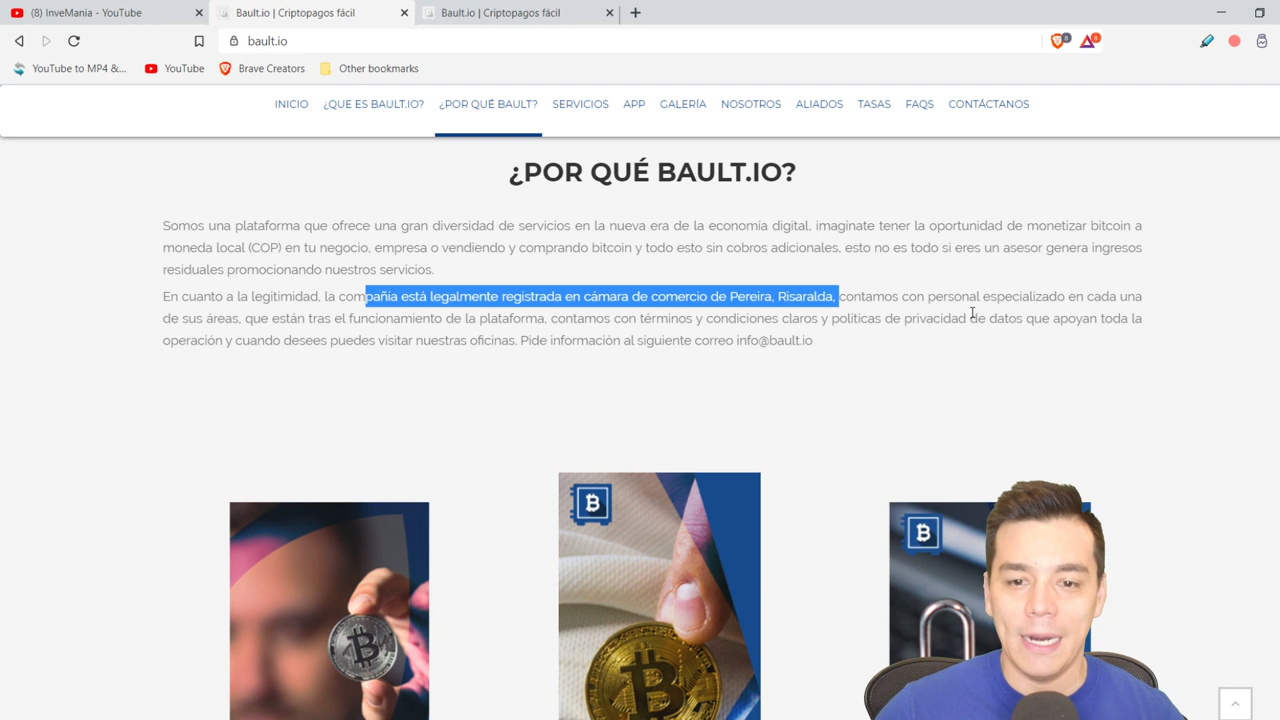 (8) InveMania - YouTube
Bault.io | Criptopagos fácil
Bault.io | Criptopagos fácil
bault.io
8
8
YouTube to MP4 &...
YouTube
Brave Creators
Other bookmarks
INICIO ¿QUE ES BAULT.IO? ¿POR QUÉ BAULT? SERVICIOS APP GALERÍA NOSOTROS ALIADOS TASAS FAQS CONTÁCTANOS
¿POR QUÉ BAULT.IO?
Somos una plataforma que ofrece una gran diversidad de servicios en la nueva era de la economía digital, imagínate tener la oportunidad de monetizar bitcoin a
moneda local (COP) en tu negocio, empresa o vendiendo y comprando bitcoin y todo esto sin cobros adicionales, esto no es todo si eres un asesor genera ingresos
residuales promocionando nuestros servicios.
En cuanto a la legitimidad, la compañía está legalmente registrada en cámara de comercio de Pereira, Risaralda, contamos con personal especializado en cada una
de sus áreas, que están tras el funcionamiento de la plataforma, contamos con términos y condiciones claros y políticas de privacidad de datos que apoyan toda la
operación y cuando desees puedes visitar nuestras oficinas. Pide información al siguiente correo info@bault.io